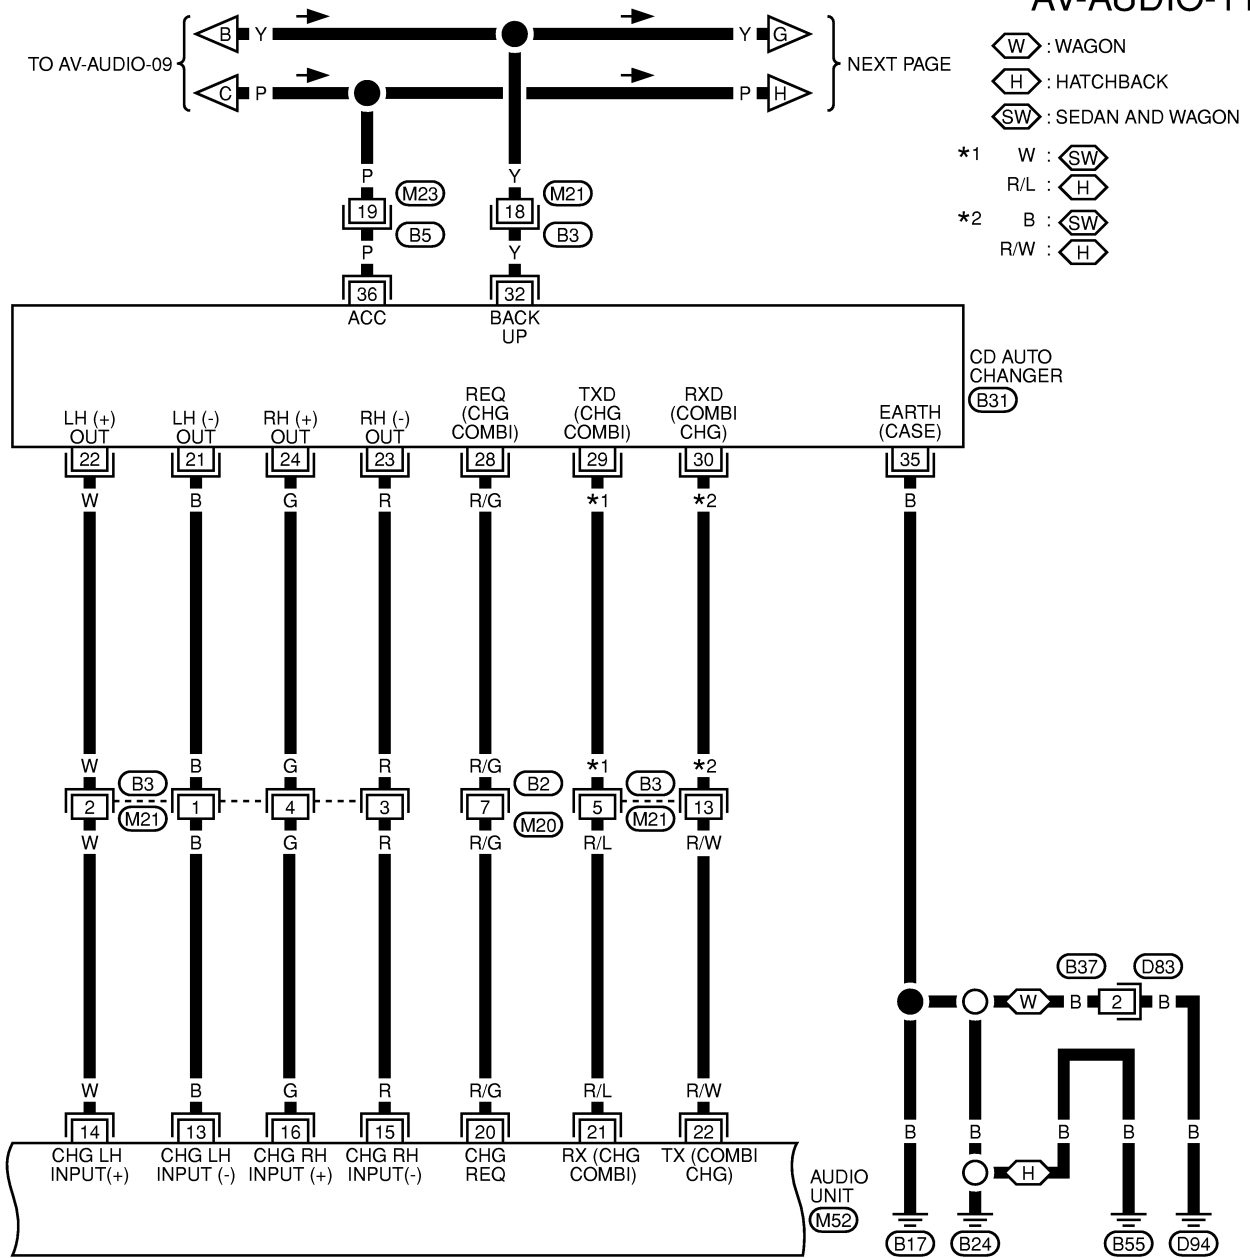 AV-AUDIO-11
B Y Y G
TO AV-AUDIO-09
NEXT PAGE
C P P H
W : WAGON
H : HATCHBACK
SW : SEDAN AND WAGON
*1 W : SW
R/L : H
*2 B : SW
R/W : H
P Y
19 M23 18 M21
B5 B3
P Y
36 32
ACC BACK
UP
CD AUTO
CHANGER
B31
LH (+)
OUT
LH (-)
OUT
RH (+)
OUT
RH (-)
OUT
REQ
(CHG
COMBI)
TXD
(CHG
COMBI)
RXD
(COMBI
CHG)
EARTH
(CASE)
22 21 24 23 28 29 30 35
W B G R R/G *1 *2 B
W B G R R/G *1 *2
B3 B2 B3
2 1 4 3 7 5 13
M21 M20 M21
W B G R R/G R/L R/W
B37 D83
W B 2 B
W B G R R/G R/L R/W
14 13 16 15 20 21 22
B B B B B
H
CHG LH
INPUT(+)
CHG LH
INPUT (-)
CHG RH
INPUT (+)
CHG RH
INPUT(-)
CHG
REQ
RX (CHG
COMBI)
TX (COMBI
CHG)
AUDIO
UNIT
M52
B17 B24 B55 D94